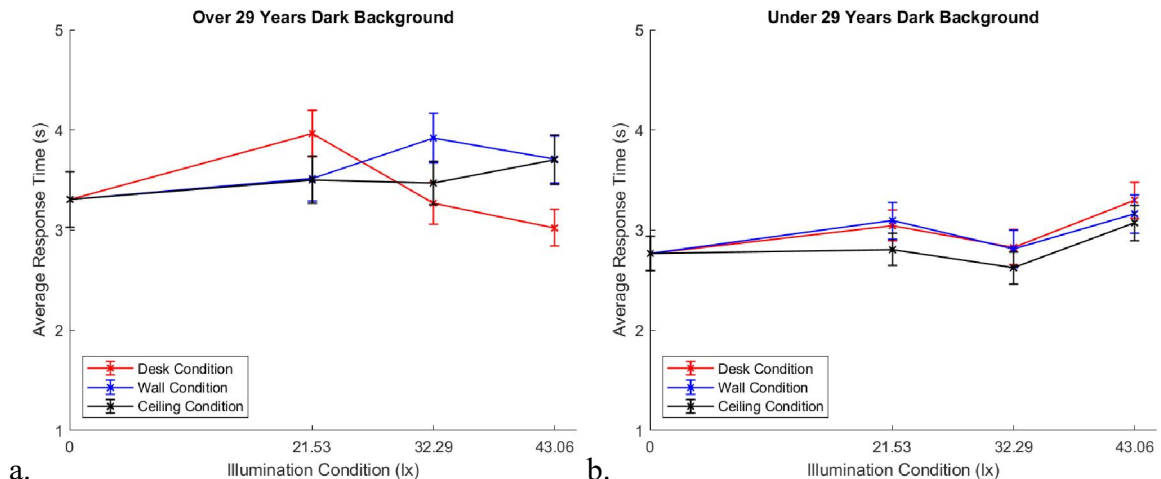 Over 29 Years Dark Background
5
4
3
2
1
Average Response Time (s)
0 21.53 32.29 43.06
Illumination Condition (lx)
Desk Condition
Wall Condition
Ceiling Condition
a.
Under 29 Years Dark Background
5
4
3
2
1
Average Response Time (s)
0 21.53 32.29 43.06
Illumination Condition (lx)
Desk Condition
Wall Condition
Ceiling Condition
b.